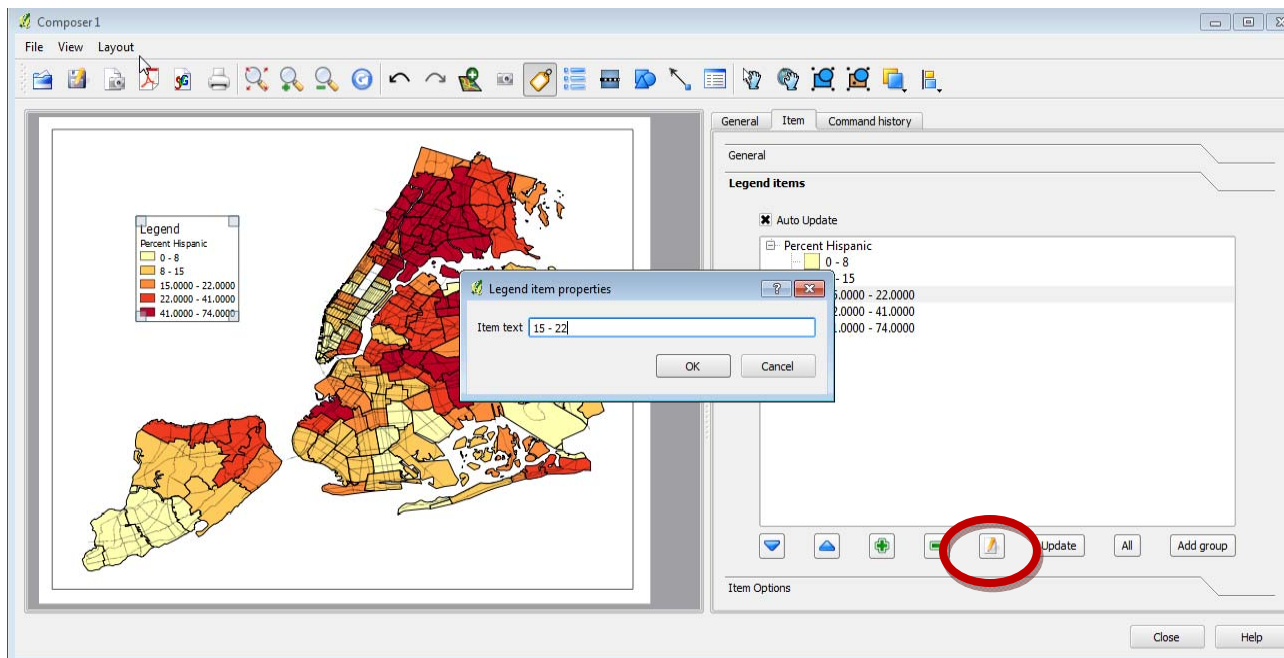 Composer 1
File View Layout
General Item Command history
General
Legend items
Auto Update
Percent Hispanic
0 - 8
- 15
5.0000 - 22.0000
2.0000 - 41.0000
.0000 - 74.0000
Legend
Percent Hispanic
0 - 8
8 - 15
15.0000 - 22.0000
22.0000 - 41.0000
41.0000 - 74.0000
Legend item properties
Item text 15 - 22
OK Cancel
Update All Add group
Item Options
Close Help